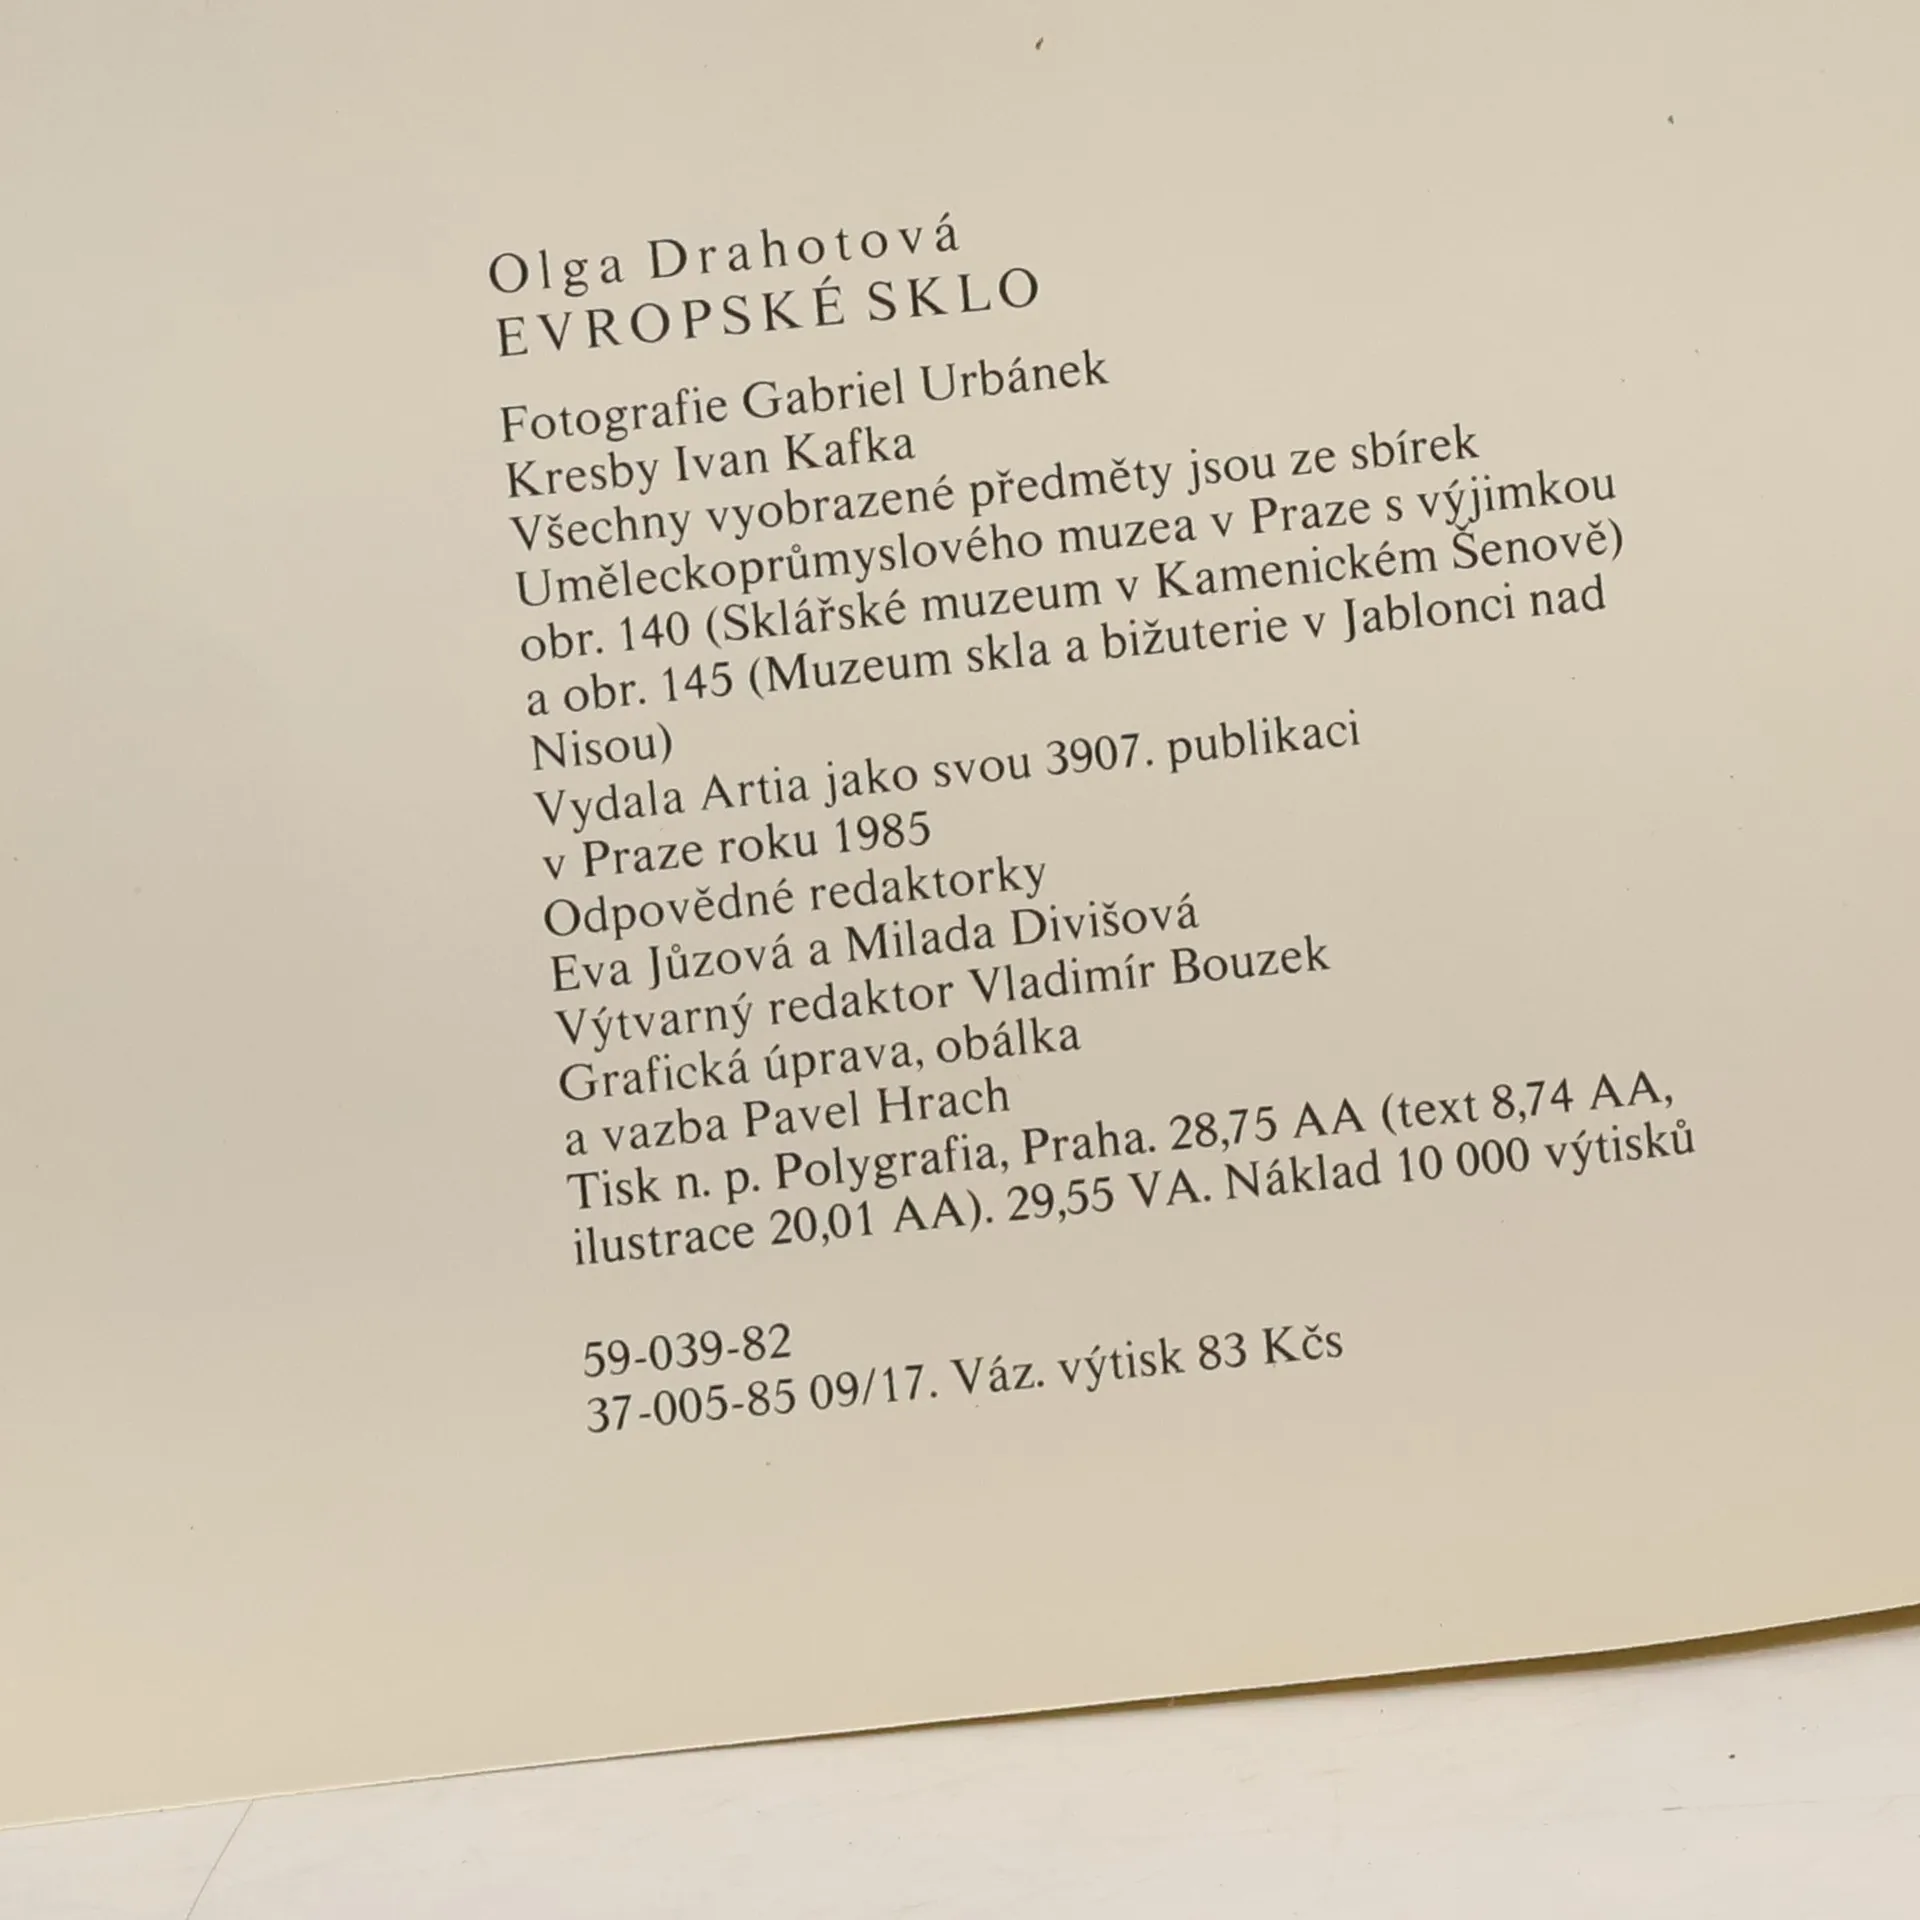 Olga Drahotová
EVROPSKÉ SKLO
Fotografie Gabriel Urbánek
Kresby Ivan Kafka
Všechny vyobrazené předměty jsou ze sbírek
Uměleckoprůmyslového muzea v Praze s výjimkou
obr. 140 (Sklářské muzeum v Kamenickém Šenově)
a obr. 145 (Muzeum skla a bižuterie v Jablonci nad
Nisou)
Vydala Artia jako svou 3907. publikaci
v Praze roku 1985
Odpovědné redaktorky
Eva Jůzová a Milada Divišová
Výtvarný redaktor Vladimír Bouzek
Grafická úprava, obálka
a vazba Pavel Hrach
Tisk n. p. Polygrafia, Praha. 28,75 AA (text 8,74 AA,
ilustrace 20,01 AA). 29,55 VA. Náklad 10 000 výtisků
59-039-82
37-005-85 09/17. Váz. výtisk 83 Kčs